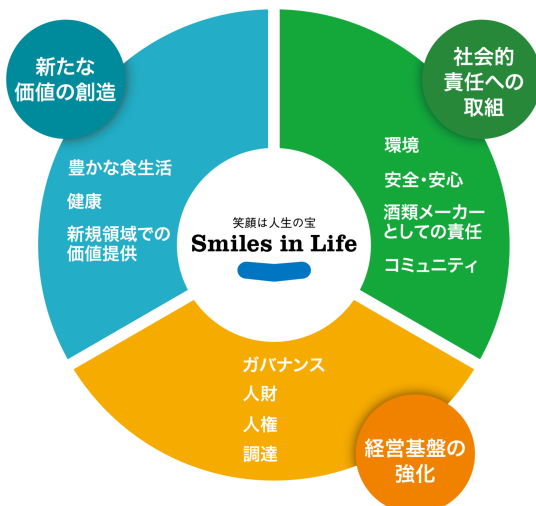 新たな
価値の創造
豊かな食生活
健康
新規領域での
価値提供
社会的
責任への
取組
環境
安全・安心
酒類メーカー
としての責任
コミュニティ
笑顔は人生の宝
Smiles in Life
ガバナンス
人財
人権
調達
経営基盤の
強化